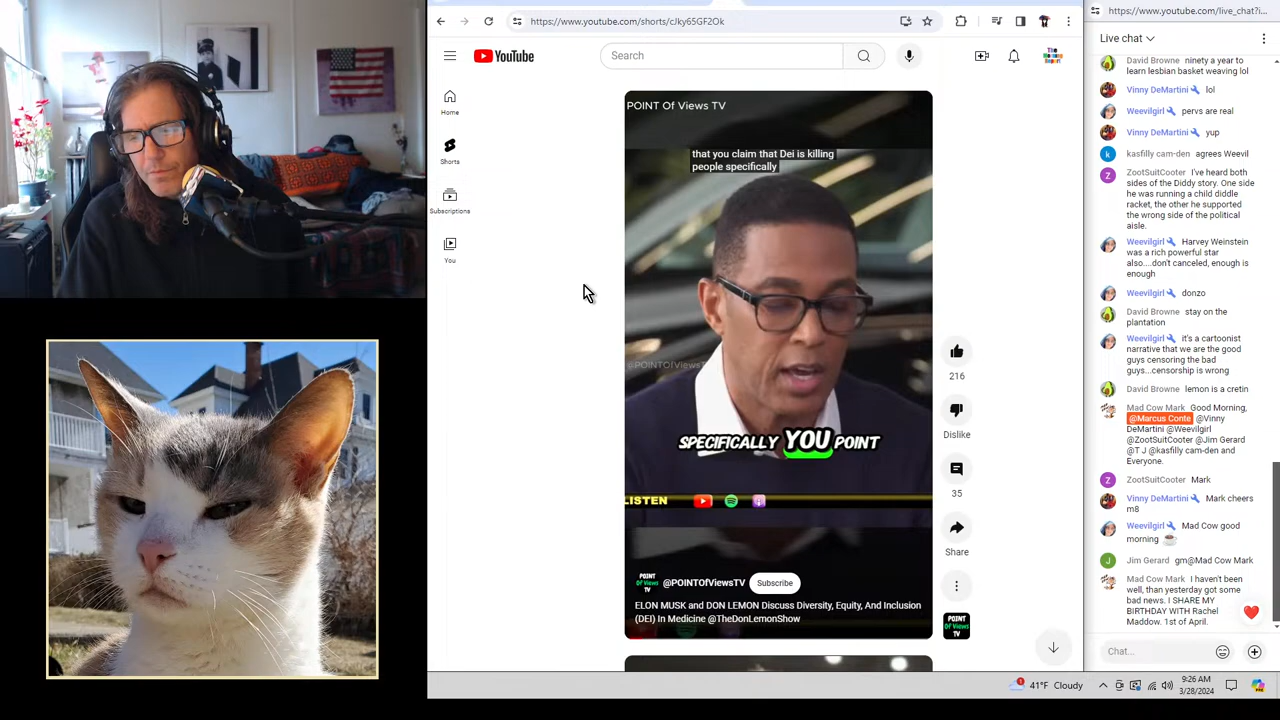 https://www.youtube.com/shorts/cJky65GF2Ok
YouTube
Search
Home
Shorts
Subscriptions
You
POINT Of Views TV
that you claim that Dei is killing
people specifically
@POINTOfViewsT
SPECIFICALLY YOU POINT
LISTEN
POINT
Of Views
TV
@POINTOfViewsTV
Subscribe
ELON MUSK and DON LEMON Discuss Diversity, Equity, And Inclusion
(DEI) In Medicine @TheDonLemonShow
216
Dislike
35
Share
POINT
Of Views
TV
https://www.youtube.com/live_chat?i...
Live chat
David Browne ninety a year to
learn lesbian basket weaving lol
Vinny DeMartini lol
Weevilgirl pervs are real
Vinny DeMartini yup
k kasfilly cam-den agrees Weevil
Z ZootSuitCooter I've heard both
sides of the Diddy story. One side
he was running a child diddle
racket, the other he supported
the wrong side of the political
aisle.
Weevilgirl Harvey Weinstein
was a rich powerful star
also....don't canceled, enough is
enough
Weevilgirl donzo
David Browne stay on the
plantation
Weevilgirl it's a cartoonist
narrative that we are the good
guys censoring the bad
guys...censorship is wrong
David Browne lemon is a cretin
Mad Cow Mark Good Morning,
@Marcus Conte @Vinny
DeMartini @Weevilgirl
@ZootSuitCooter @Jim Gerard
@T J @kasfilly cam-den and
Everyone.
Z ZootSuitCooter Mark
Vinny DeMartini Mark cheers
m8
Weevilgirl Mad Cow good
morning
J Jim Gerard gm@Mad Cow Mark
Mad Cow Mark I haven't been
well, than yesterday got some
bad news. I SHARE MY
BIRTHDAY WITH Rachel
Maddow. 1st of April.
Chat...
41°F Cloudy
9:26 AM
3/28/2024